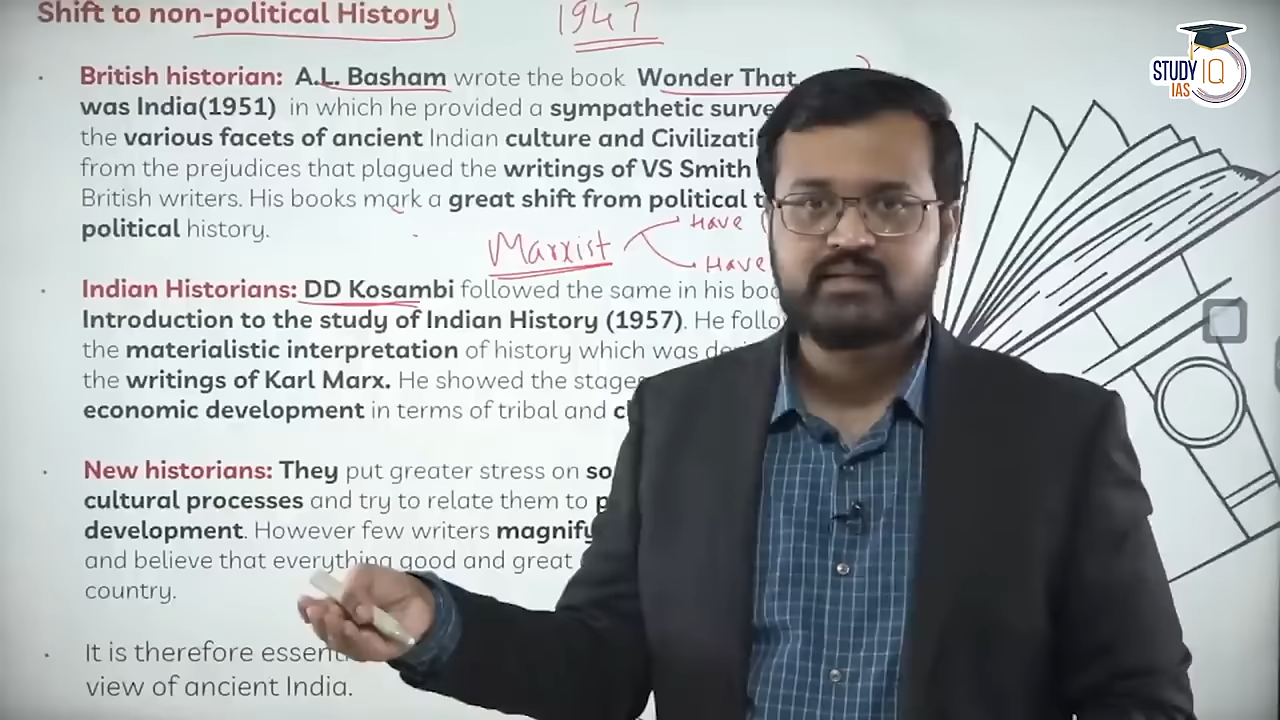 Shift to non-political History
1947
STUDY IQ
IAS
British historian: A.L. Basham wrote the book Wonder That
was India(1951) in which he provided a sympathetic surve
the various facets of ancient Indian culture and Civilizati
from the prejudices that plagued the writings of VS Smith
British writers. His books mark a great shift from political t
political history.
Marxist
Have
Have
Indian Historians: DD Kosambi followed the same in his boo
Introduction to the study of Indian History (1957). He follo
the materialistic interpretation of history which was
the writings of Karl Marx. He showed the stages
economic development in terms of tribal and
New historians: They put greater stress on so
cultural processes and try to relate them to
development. However few writers magnify
and believe that everything good and great
country.
It is therefore
view of ancient India.